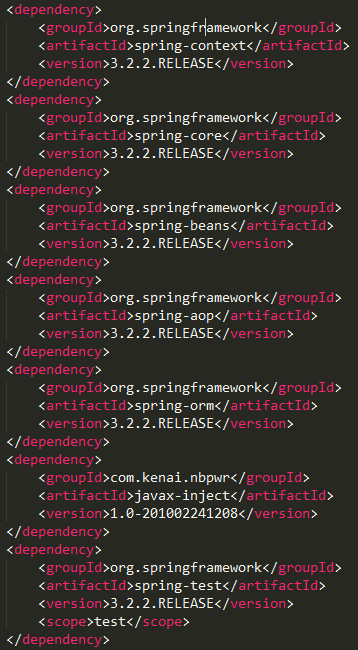 <dependency>
    <groupId>org.springframework</groupId>
    <artifactId>spring-context</artifactId>
    <version>3.2.2.RELEASE</version>
</dependency>
<dependency>
    <groupId>org.springframework</groupId>
    <artifactId>spring-core</artifactId>
    <version>3.2.2.RELEASE</version>
</dependency>
<dependency>
    <groupId>org.springframework</groupId>
    <artifactId>spring-beans</artifactId>
    <version>3.2.2.RELEASE</version>
</dependency>
<dependency>
    <groupId>org.springframework</groupId>
    <artifactId>spring-aop</artifactId>
    <version>3.2.2.RELEASE</version>
</dependency>
<dependency>
    <groupId>org.springframework</groupId>
    <artifactId>spring-orm</artifactId>
    <version>3.2.2.RELEASE</version>
</dependency>
<dependency>
    <groupId>com.kenai.nbpwr</groupId>
    <artifactId>javax-inject</artifactId>
    <version>1.0-201002241208</version>
</dependency>
<dependency>
    <groupId>org.springframework</groupId>
    <artifactId>spring-test</artifactId>
    <version>3.2.2.RELEASE</version>
    <scope>test</scope>
</dependency>